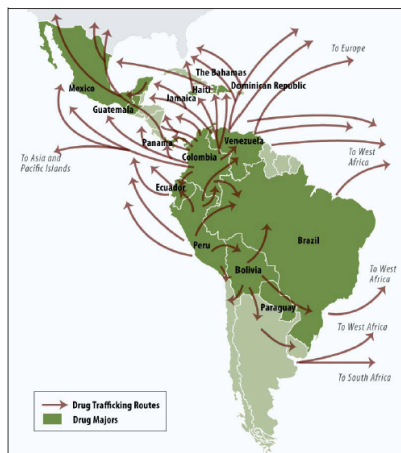 To Europe
The Bahamas
Mexico
Haiti
Dominican Republic
Jamaica
Guatemala
Panama
Venezuela
Colombia
To West
Africa
To Asia and
Pacific Islands
Ecuador
Brazil
Peru
Bolivia
To West
Africa
Paraguay
To West Africa
To South Africa
Drug Trafficking Routes
Drug Majors